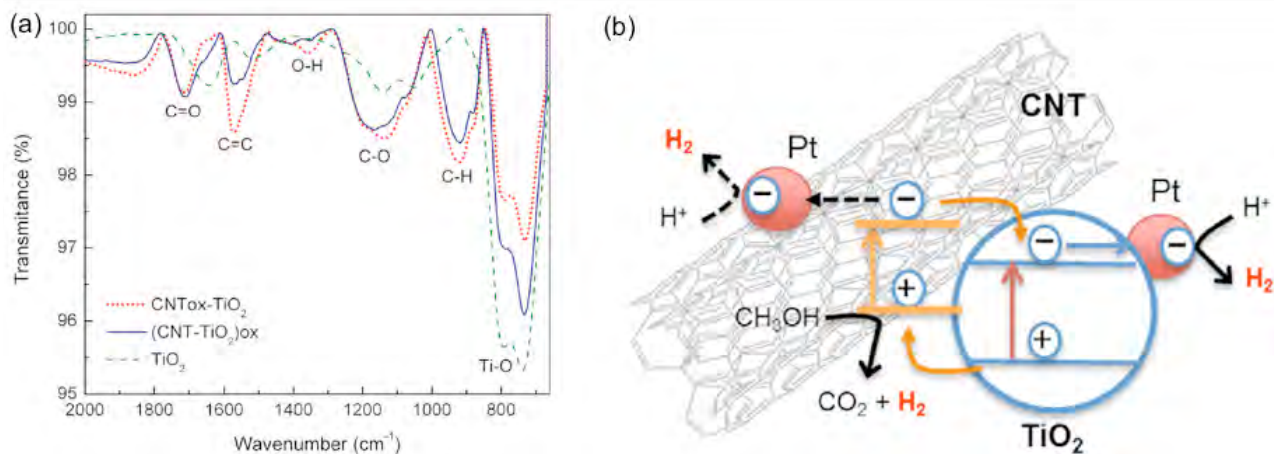 (a)
100
99
98
97
96
95
Transmitance (%)
2000 1800 1600 1400 1200 1000 800
Wavenumber (cm⁻¹)
C=O
C=C
O-H
C-O
C-H
Ti-O
CNTox-TiO₂
(CNT-TiO₂)ox
TiO₂
(b)
CNT
H₂
Pt
H⁺
−
−
+
CH₃OH
CO₂ + H₂
Pt
−
−
H⁺
H₂
+
TiO₂